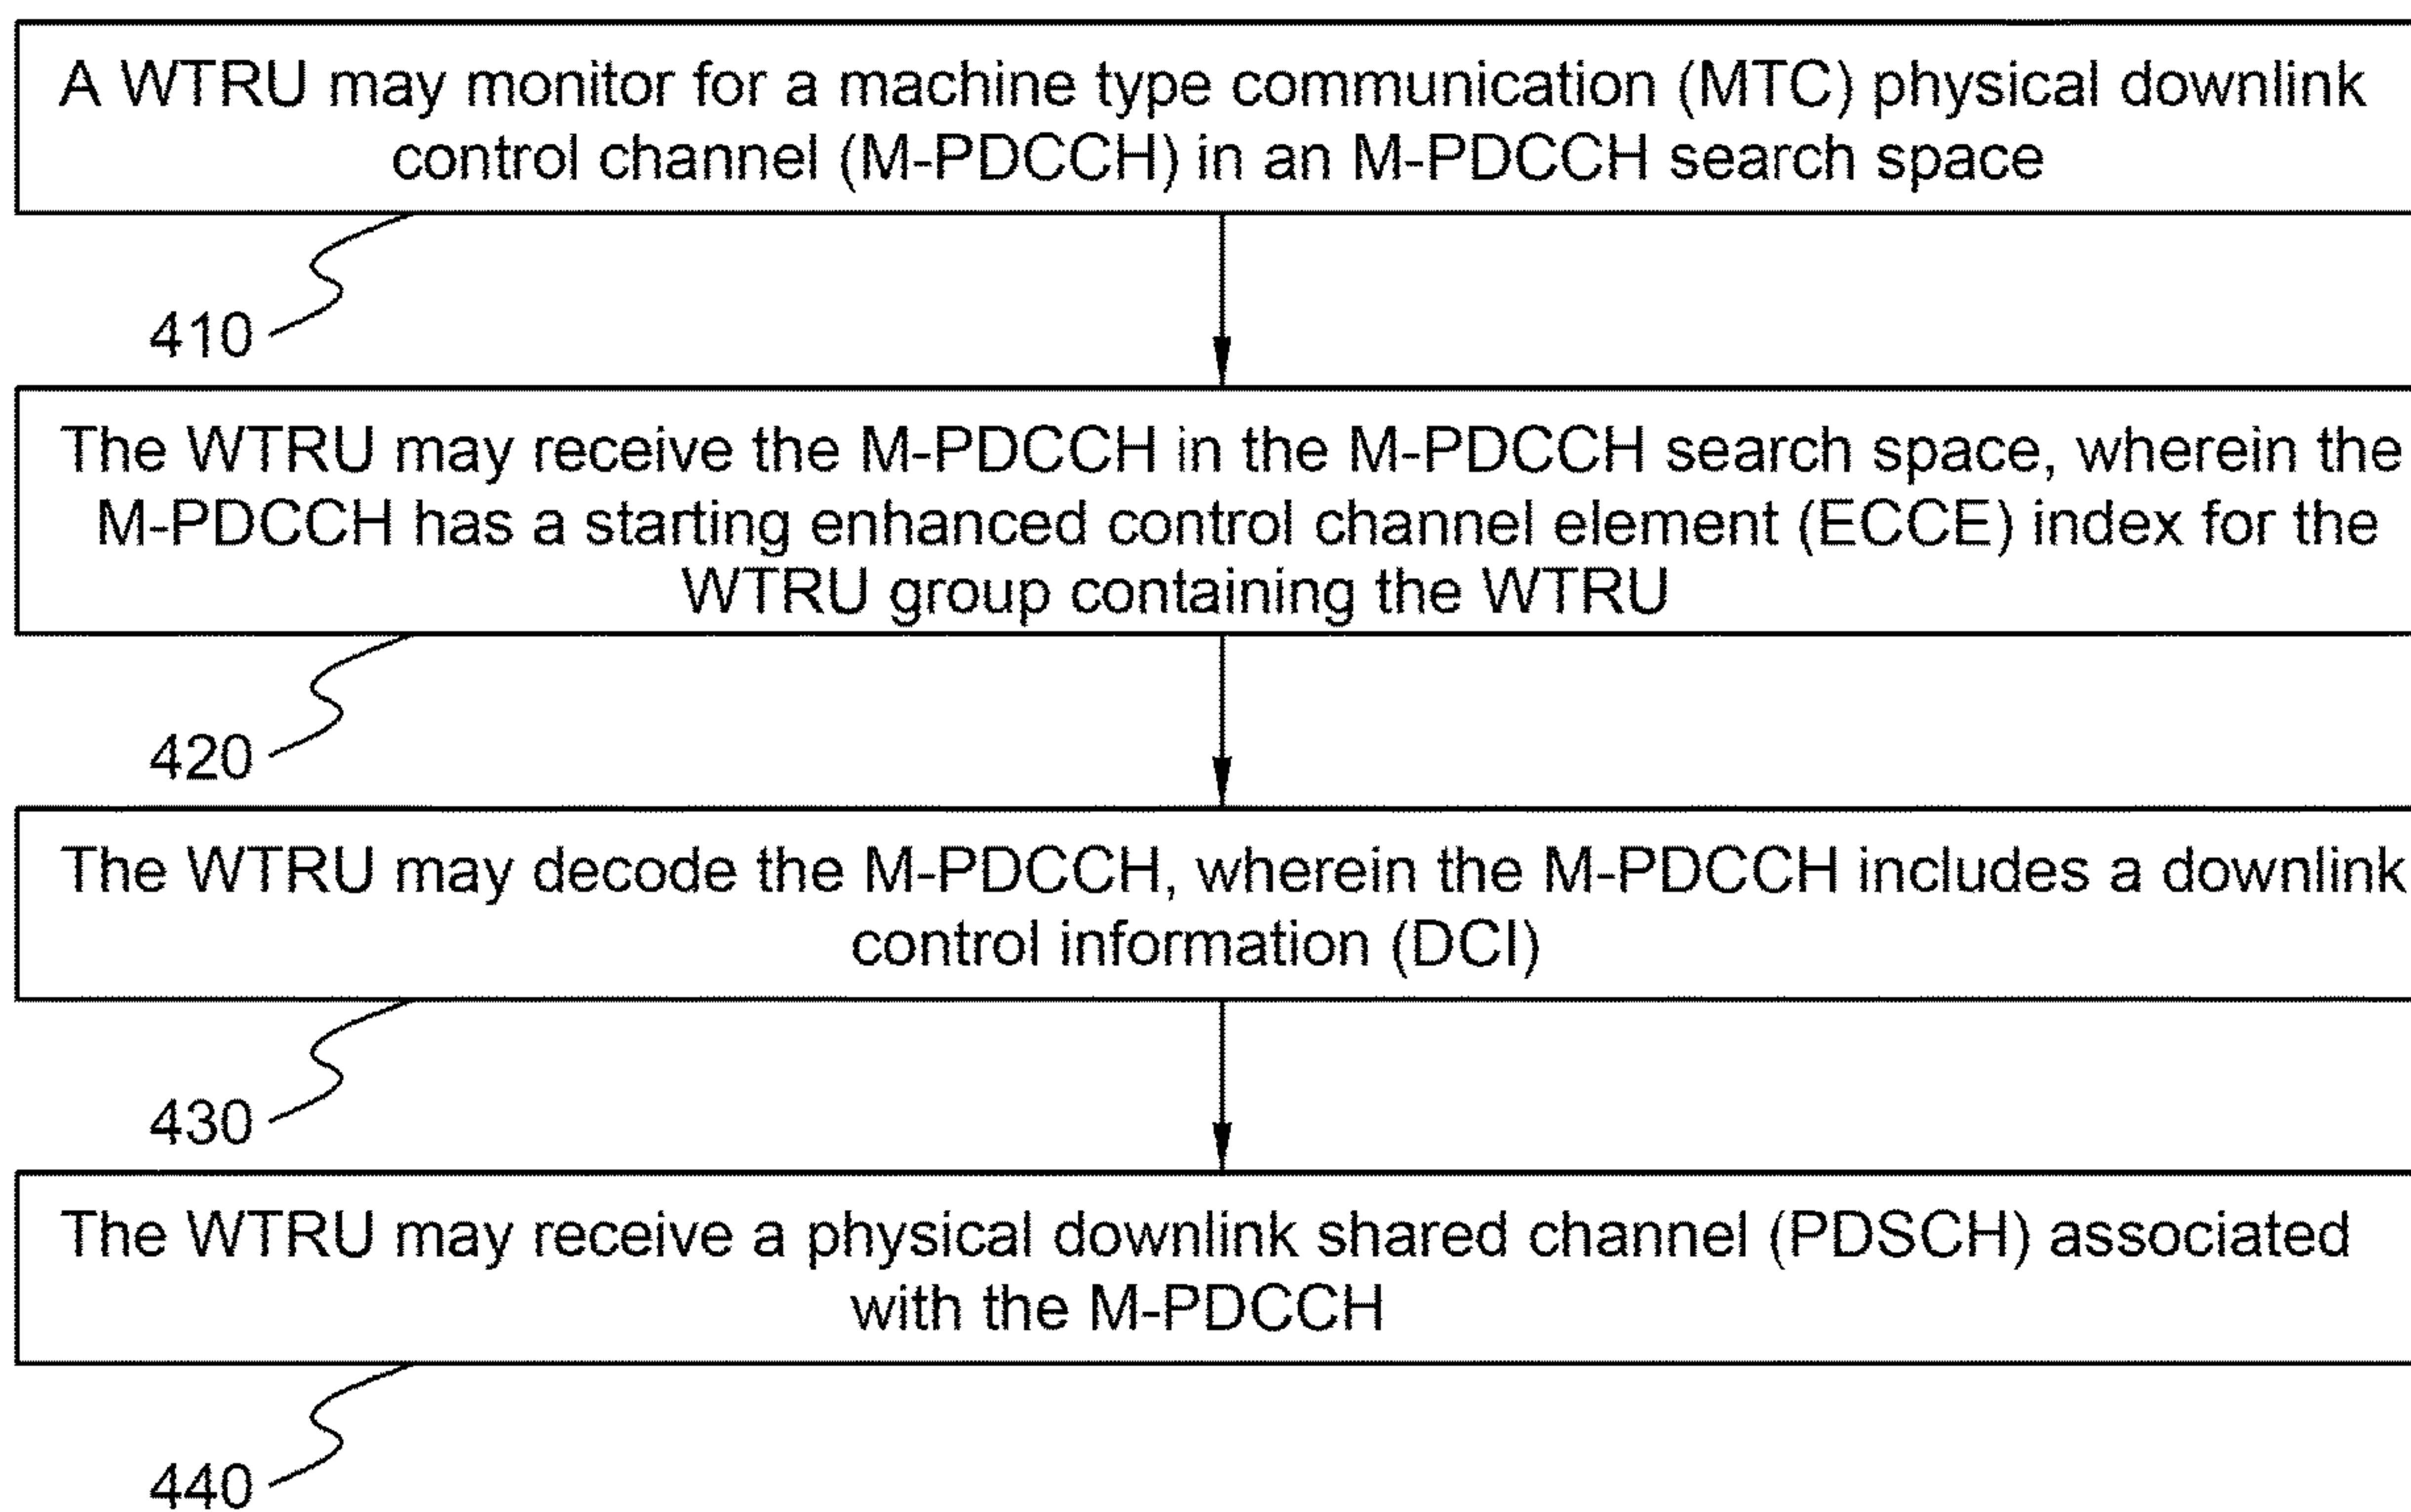 A WTRU may monitor for a machine type communication (MTC) physical downlink
control channel (M-PDCCH) in an M-PDCCH search space
410
The WTRU may receive the M-PDCCH in the M-PDCCH search space, wherein the
M-PDCCH has a starting enhanced control channel element (ECCE) index for the
WTRU group containing the WTRU
420
The WTRU may decode the M-PDCCH, wherein the M-PDCCH includes a downlink
control information (DCI)
430
The WTRU may receive a physical downlink shared channel (PDSCH) associated
with the M-PDCCH
440